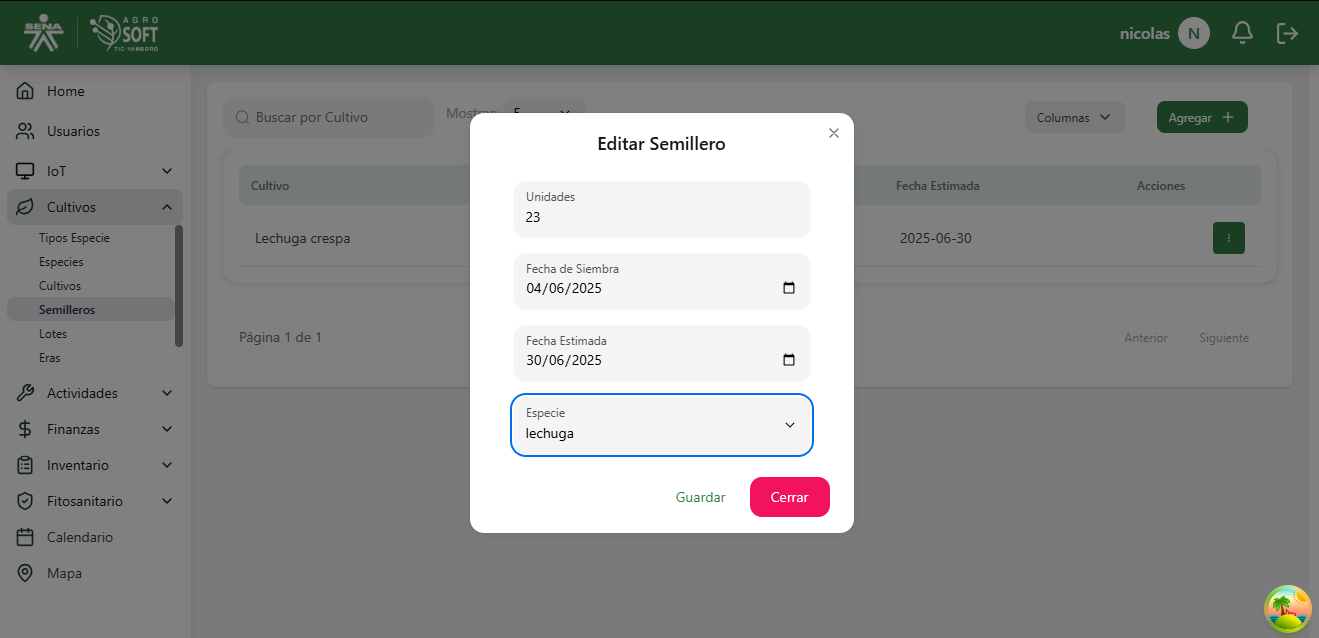 SENA
AGRO
SOFT
TIC-YAMBORO
nicolas
N
Home
Usuarios
IoT
Cultivos
Tipos Especie
Especies
Cultivos
Semilleros
Lotes
Eras
Actividades
Finanzas
Inventario
Fitosanitario
Calendario
Mapa
Buscar por Cultivo
Mostrar
5
Columnas
Agregar
Cultivo
Fecha Estimada
Acciones
Lechuga crespa
2025-06-30
Página 1 de 1
Anterior
Siguiente
Editar Semillero
Unidades
23
Fecha de Siembra
04/06/2025
Fecha Estimada
30/06/2025
Especie
lechuga
Guardar
Cerrar